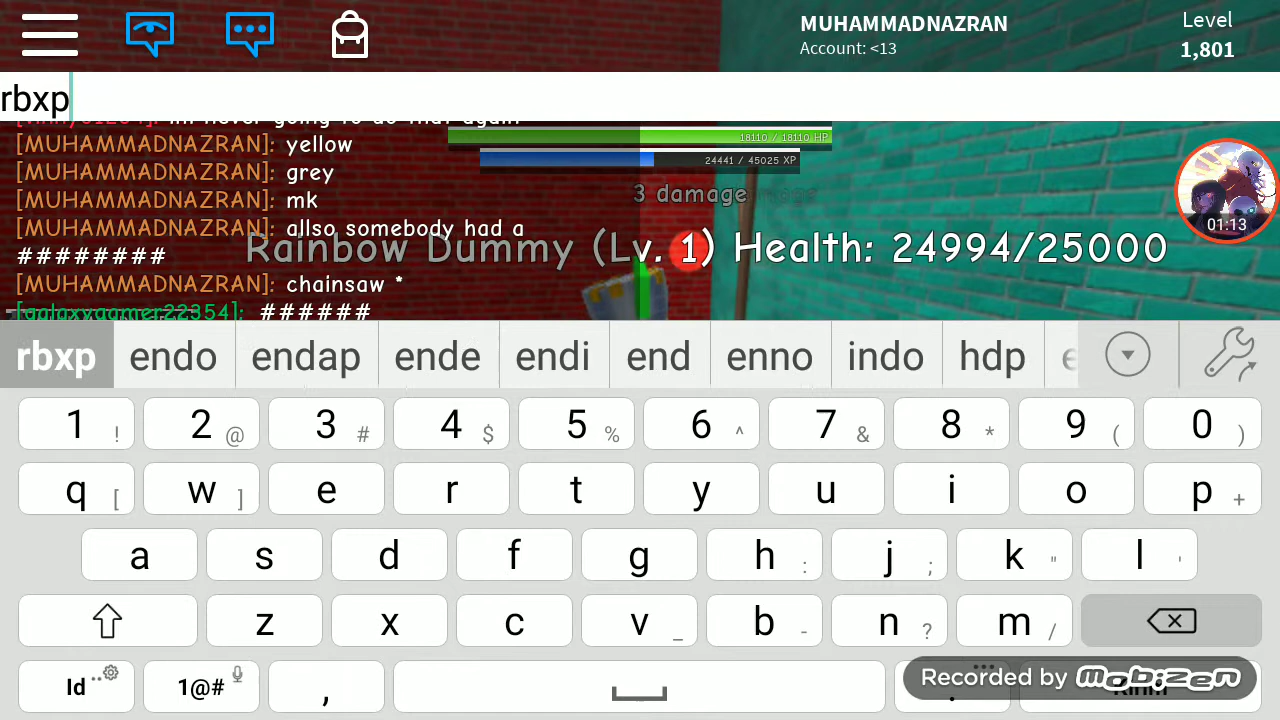 MUHAMMADNAZRAN
Account: <13
Level
1,801
rbxp
[MUHAMMADNAZRAN]: yellow
[MUHAMMADNAZRAN]: grey
[MUHAMMADNAZRAN]: mk
[MUHAMMADNAZRAN]: allso somebody had a
########
[MUHAMMADNAZRAN]: chainsaw *
[galaxygamer22354]: ######
18110 / 18110 HP
24441 / 45025 XP
3 damage
Rainbow Dummy (Lv. 1) Health: 24994/25000
01:13
rbxp endo endap ende endi end enno indo hdp e
1 ! 2 @ 3 # 4 $ 5 % 6 ^ 7 & 8 * 9 ( 0 )
q [ w ] e r t y u i o p +
a s d f g h : j ; k " l '
z x c v _ b - n ? m /
Id 1@# , .
Recorded by mobizen